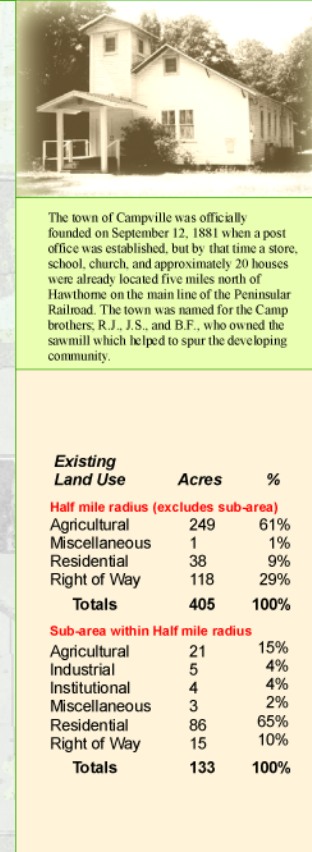 The town of Campville was officially
founded on September 12, 1881 when a post
office was established, but by that time a store,
school, church, and approximately 20 houses
were already located five miles north of
Hawthorne on the main line of the Peninsular
Railroad. The town was named for the Camp
brothers; R.J., J.S., and B.F., who owned the
sawmill which helped to spur the developing
community.
Existing
Land Use Acres %
Half mile radius (excludes sub-area)
Agricultural 249 61%
Miscellaneous 1 1%
Residential 38 9%
Right of Way 118 29%
Totals 405 100%
Sub-area within Half mile radius
Agricultural 21 15%
Industrial 5 4%
Institutional 4 4%
Miscellaneous 3 2%
Residential 86 65%
Right of Way 15 10%
Totals 133 100%